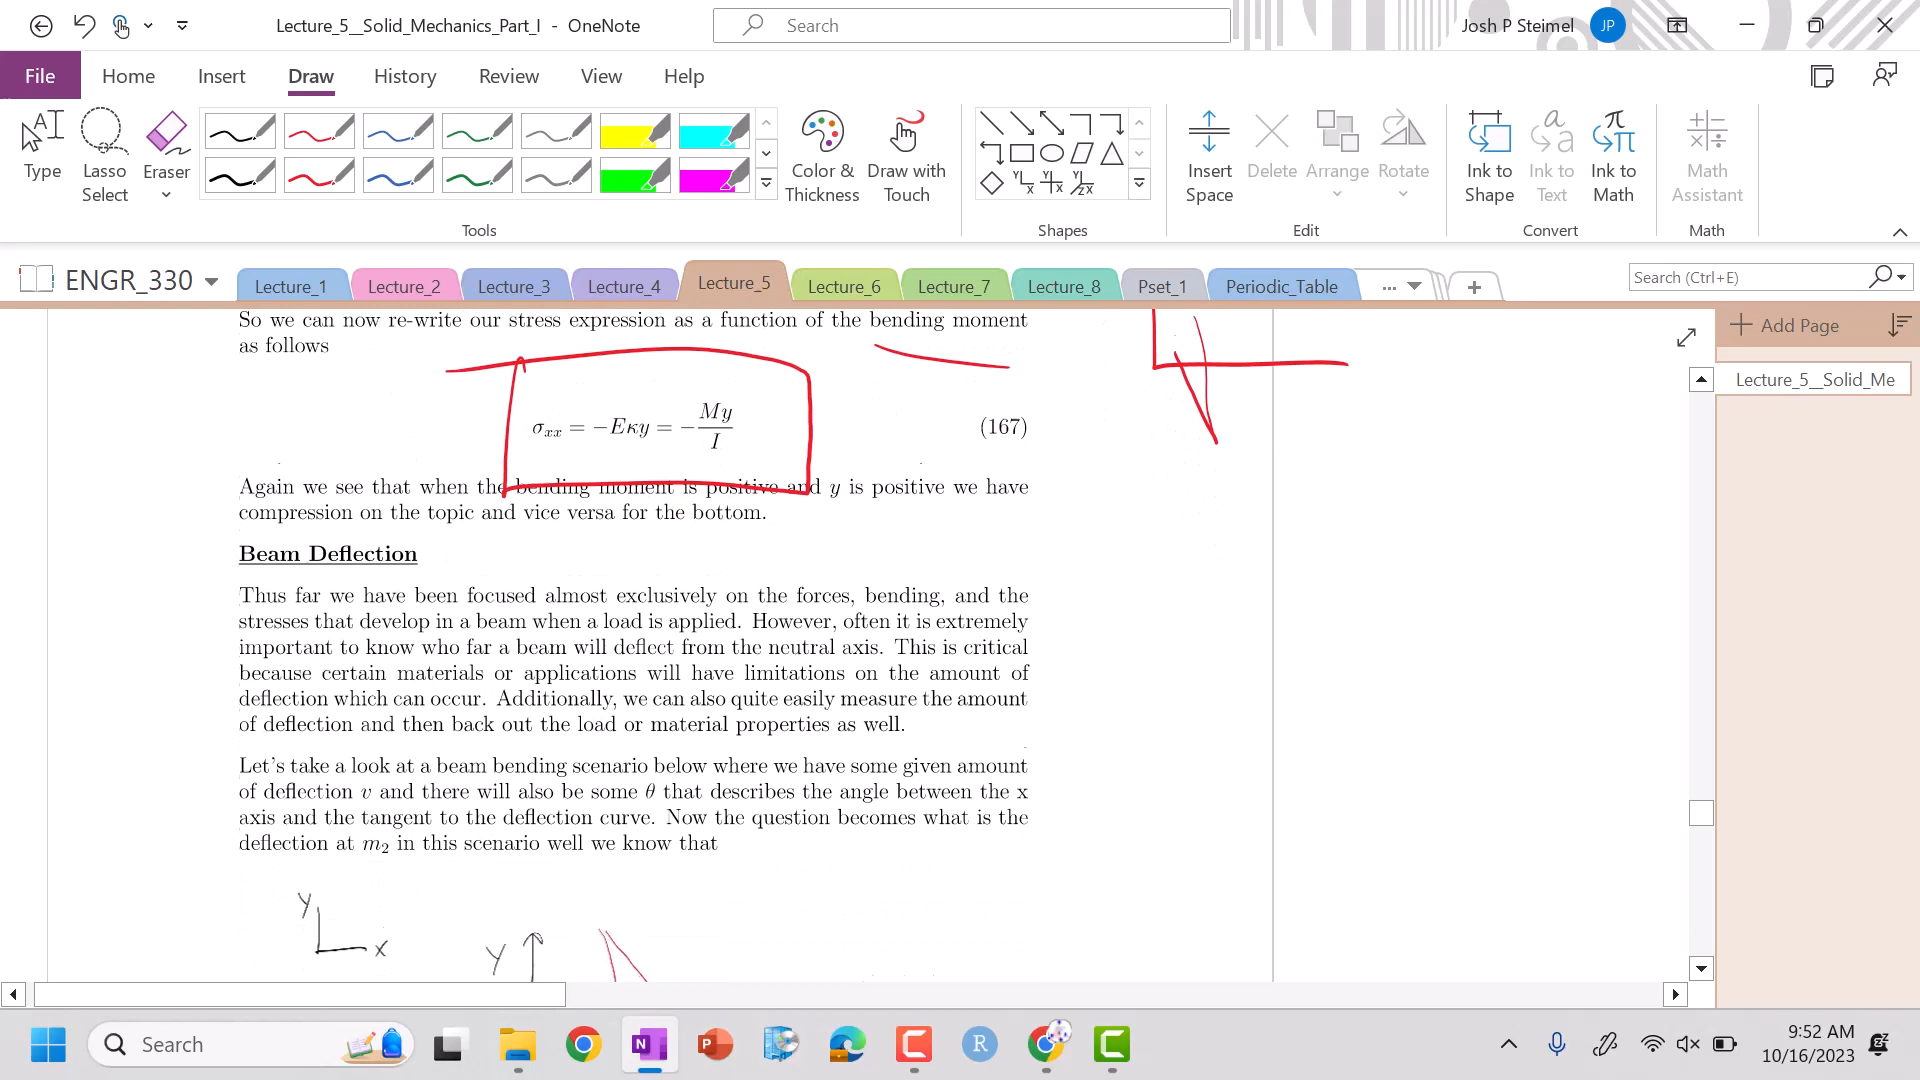 Lecture_5__Solid_Mechanics_Part_I - OneNote
Search
Josh P Steimel
JP
File
Home
Insert
Draw
History
Review
View
Help
Type
Lasso Select
Eraser
Color & Thickness
Draw with Touch
Insert Space
Delete
Arrange
Rotate
Ink to Shape
Ink to Text
Ink to Math
Math Assistant
Tools
Shapes
Edit
Convert
Math
ENGR_330
Lecture_1
Lecture_2
Lecture_3
Lecture_4
Lecture_5
Lecture_6
Lecture_7
Lecture_8
Pset_1
Periodic_Table
...
Search (Ctrl+E)
Add Page
Lecture_5__Solid_Me
So we can now re-write our stress expression as a function of the bending moment
as follows
σxx = −Eκy = −My/I (167)
Again we see that when the bending moment is positive and y is positive we have
compression on the topic and vice versa for the bottom.
Beam Deflection
Thus far we have been focused almost exclusively on the forces, bending, and the
stresses that develop in a beam when a load is applied. However, often it is extremely
important to know who far a beam will deflect from the neutral axis. This is critical
because certain materials or applications will have limitations on the amount of
deflection which can occur. Additionally, we can also quite easily measure the amount
of deflection and then back out the load or material properties as well.
Let's take a look at a beam bending scenario below where we have some given amount
of deflection v and there will also be some θ that describes the angle between the x
axis and the tangent to the deflection curve. Now the question becomes what is the
deflection at m2 in this scenario well we know that
Y
x
Y
Search
9:52 AM
10/16/2023